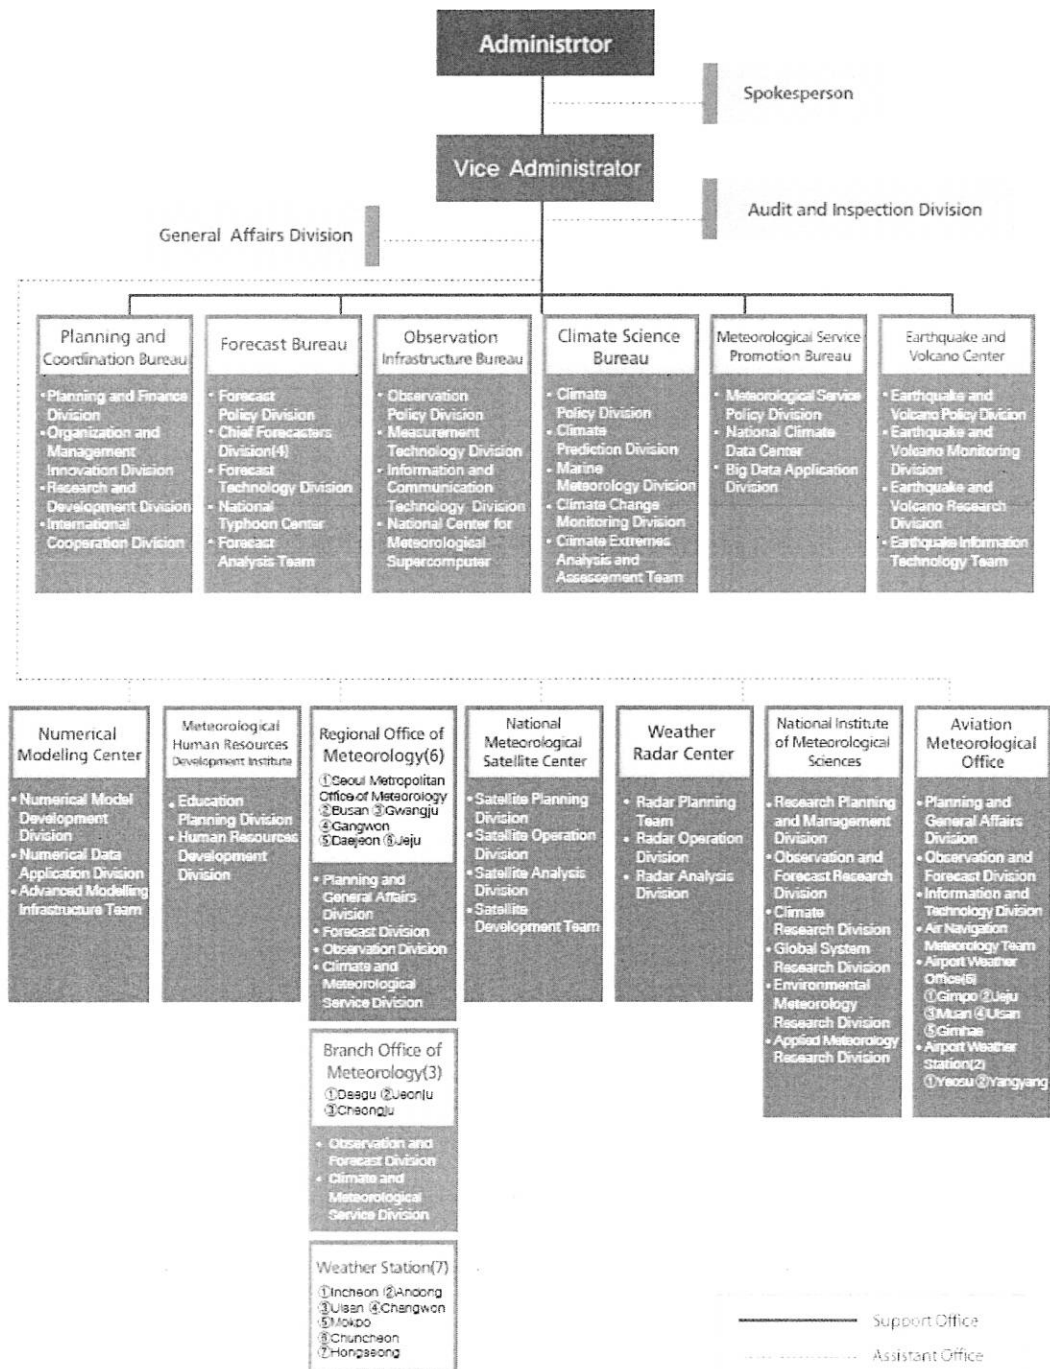 Administrtor
Spokesperson
Vice Administrator
Audit and Inspection Division
General Affairs Division
Planning and
Coordination Bureau
• Planning and Finance
Division
• Organization and
Management
Innovation Division
• Research and
Development Division
• International
Cooperation Division
Forecast Bureau
• Forecast
Policy Division
• Chief Forecasters
Division(4)
• Forecast
Technology Division
• National
Typhoon Center
• Forecast
Analysis Team
Observation
Infrastructure Bureau
• Observation
Policy Division
• Measurement
Technology Division
• Information and
Communication
Technology Division
• National Center for
Meteorological
Supercomputer
Climate Science
Bureau
• Climate
Policy Division
• Climate
Prediction Division
• Marine
Meteorology Division
• Climate Change
Monitoring Division
• Climate Extremes
Analysis and
Assessment Team
Meteorological Service
Promotion Bureau
• Meteorological Service
Policy Division
• National Climate
Data Center
• Big Data Application
Division
Earthquake and
Volcano Center
• Earthquake and
Volcano Policy Division
• Earthquake and
Volcano Monitoring
Division
• Earthquake and
Volcano Research
Division
• Earthquake Information
Technology Team
Numerical
Modeling Center
• Numerical Model
Development
Division
• Numerical Data
Application Division
• Advanced Modelling
Infrastructure Team
Meteorological
Human Resources
Development Institute
• Education
Planning Division
• Human Resources
Development
Division
Regional Office of
Meteorology(6)
①Seoul Metropolitan
Office of Meteorology
②Busan ③Gwangju
④Gangwon
⑤Daejeon ⑥Jeju
• Planning and
General Affairs
Division
• Forecast Division
• Observation Division
• Climate and
Meteorological
Service Division
Branch Office of
Meteorology(3)
①Daegu ②Jeonju
③Cheongju
• Observation and
Forecast Division
• Climate and
Meteorological
Service Division
Weather Station(7)
①Incheon ②Andong
③Ulsan ④Changwon
⑤Mokpo
⑥Chuncheon
⑦Hongseong
National
Meteorological
Satellite Center
• Satellite Planning
Division
• Satellite Operation
Division
• Satellite Analysis
Division
• Satellite
Development Team
Weather
Radar Center
• Radar Planning
Team
• Radar Operation
Division
• Radar Analysis
Division
National Institute
of Meteorological
Sciences
• Research Planning
and Management
Division
• Observation and
Forecast Research
Division
• Climate
Research Division
• Global System
Research Division
• Environmental
Meteorology
Research Division
• Applied Meteorology
Research Division
Aviation
Meteorological
Office
• Planning and
General Affairs
Division
• Observation and
Forecast Division
• Information and
Technology Division
• Air Navigation
Meteorology Team
• Airport Weather
Office(5)
①Gimpo ②Jeju
③Muan ④Ulsan
⑤Gimhae
• Airport Weather
Station(2)
①Yeosu ②Yangyang
Support Office
Assistant Office